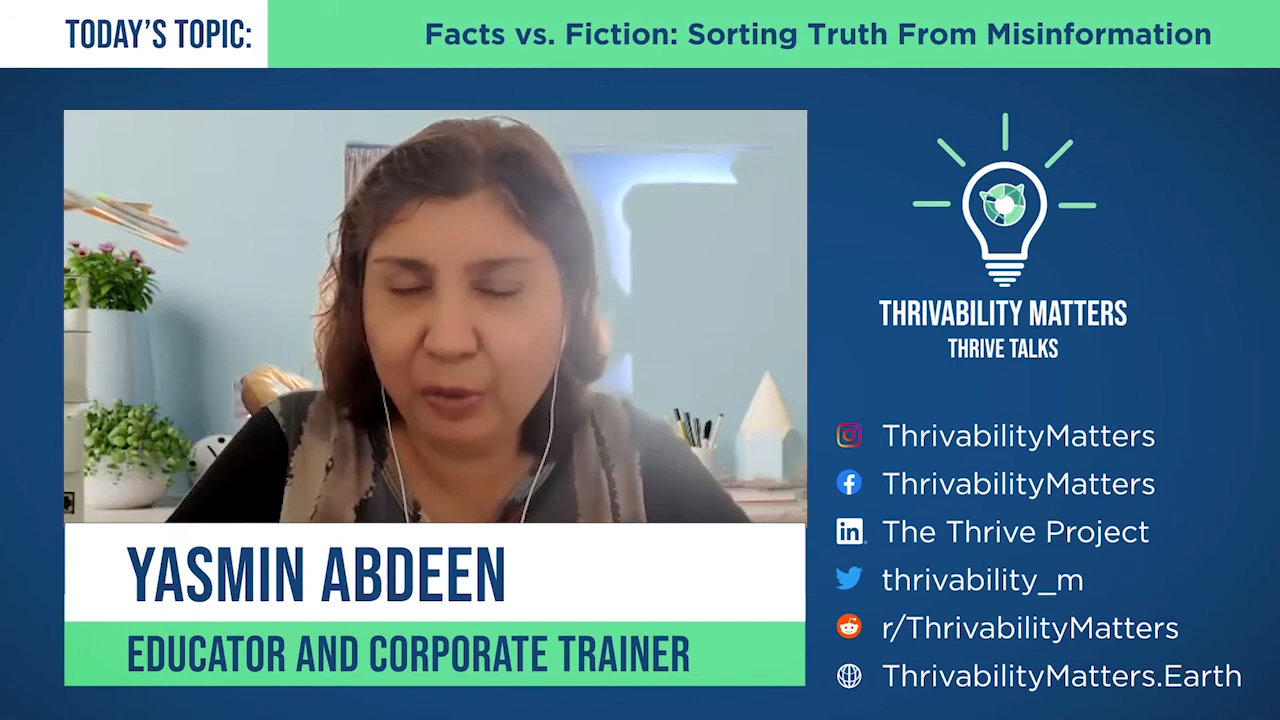 TODAY'S TOPIC:
Facts vs. Fiction: Sorting Truth From Misinformation
THRIVABILITY MATTERS
THRIVE TALKS
ThrivabilityMatters
ThrivabilityMatters
The Thrive Project
thrivability_m
r/ThrivabilityMatters
ThrivabilityMatters.Earth
YASMIN ABDEEN
EDUCATOR AND CORPORATE TRAINER